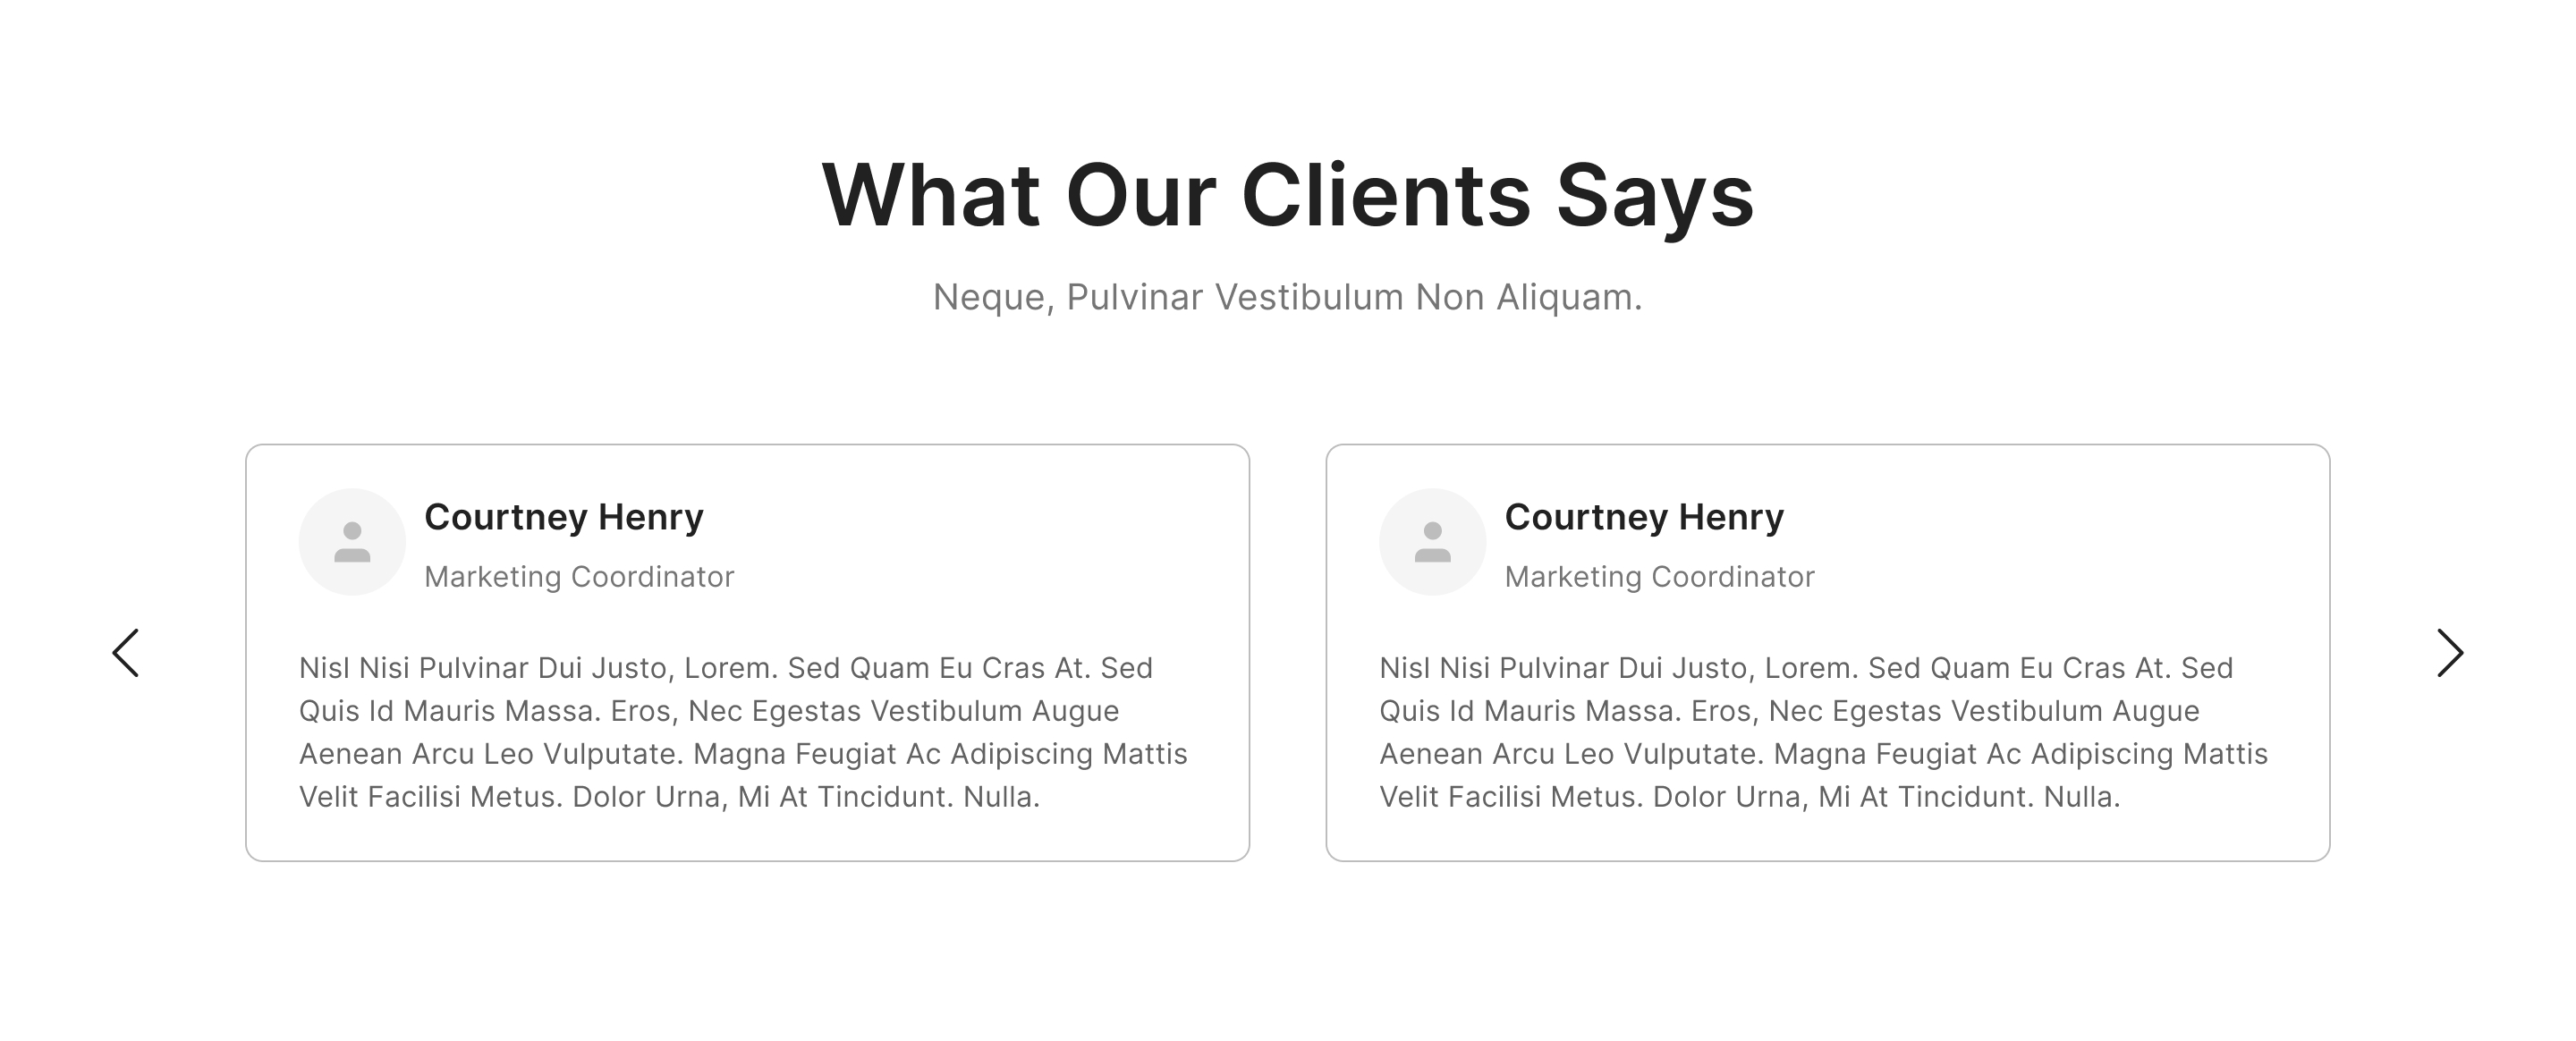 What Our Clients Says
Neque, Pulvinar Vestibulum Non Aliquam.
Courtney Henry
Marketing Coordinator
Nisl Nisi Pulvinar Dui Justo, Lorem. Sed Quam Eu Cras At. Sed
Quis Id Mauris Massa. Eros, Nec Egestas Vestibulum Augue
Aenean Arcu Leo Vulputate. Magna Feugiat Ac Adipiscing Mattis
Velit Facilisi Metus. Dolor Urna, Mi At Tincidunt. Nulla.
Courtney Henry
Marketing Coordinator
Nisl Nisi Pulvinar Dui Justo, Lorem. Sed Quam Eu Cras At. Sed
Quis Id Mauris Massa. Eros, Nec Egestas Vestibulum Augue
Aenean Arcu Leo Vulputate. Magna Feugiat Ac Adipiscing Mattis
Velit Facilisi Metus. Dolor Urna, Mi At Tincidunt. Nulla.